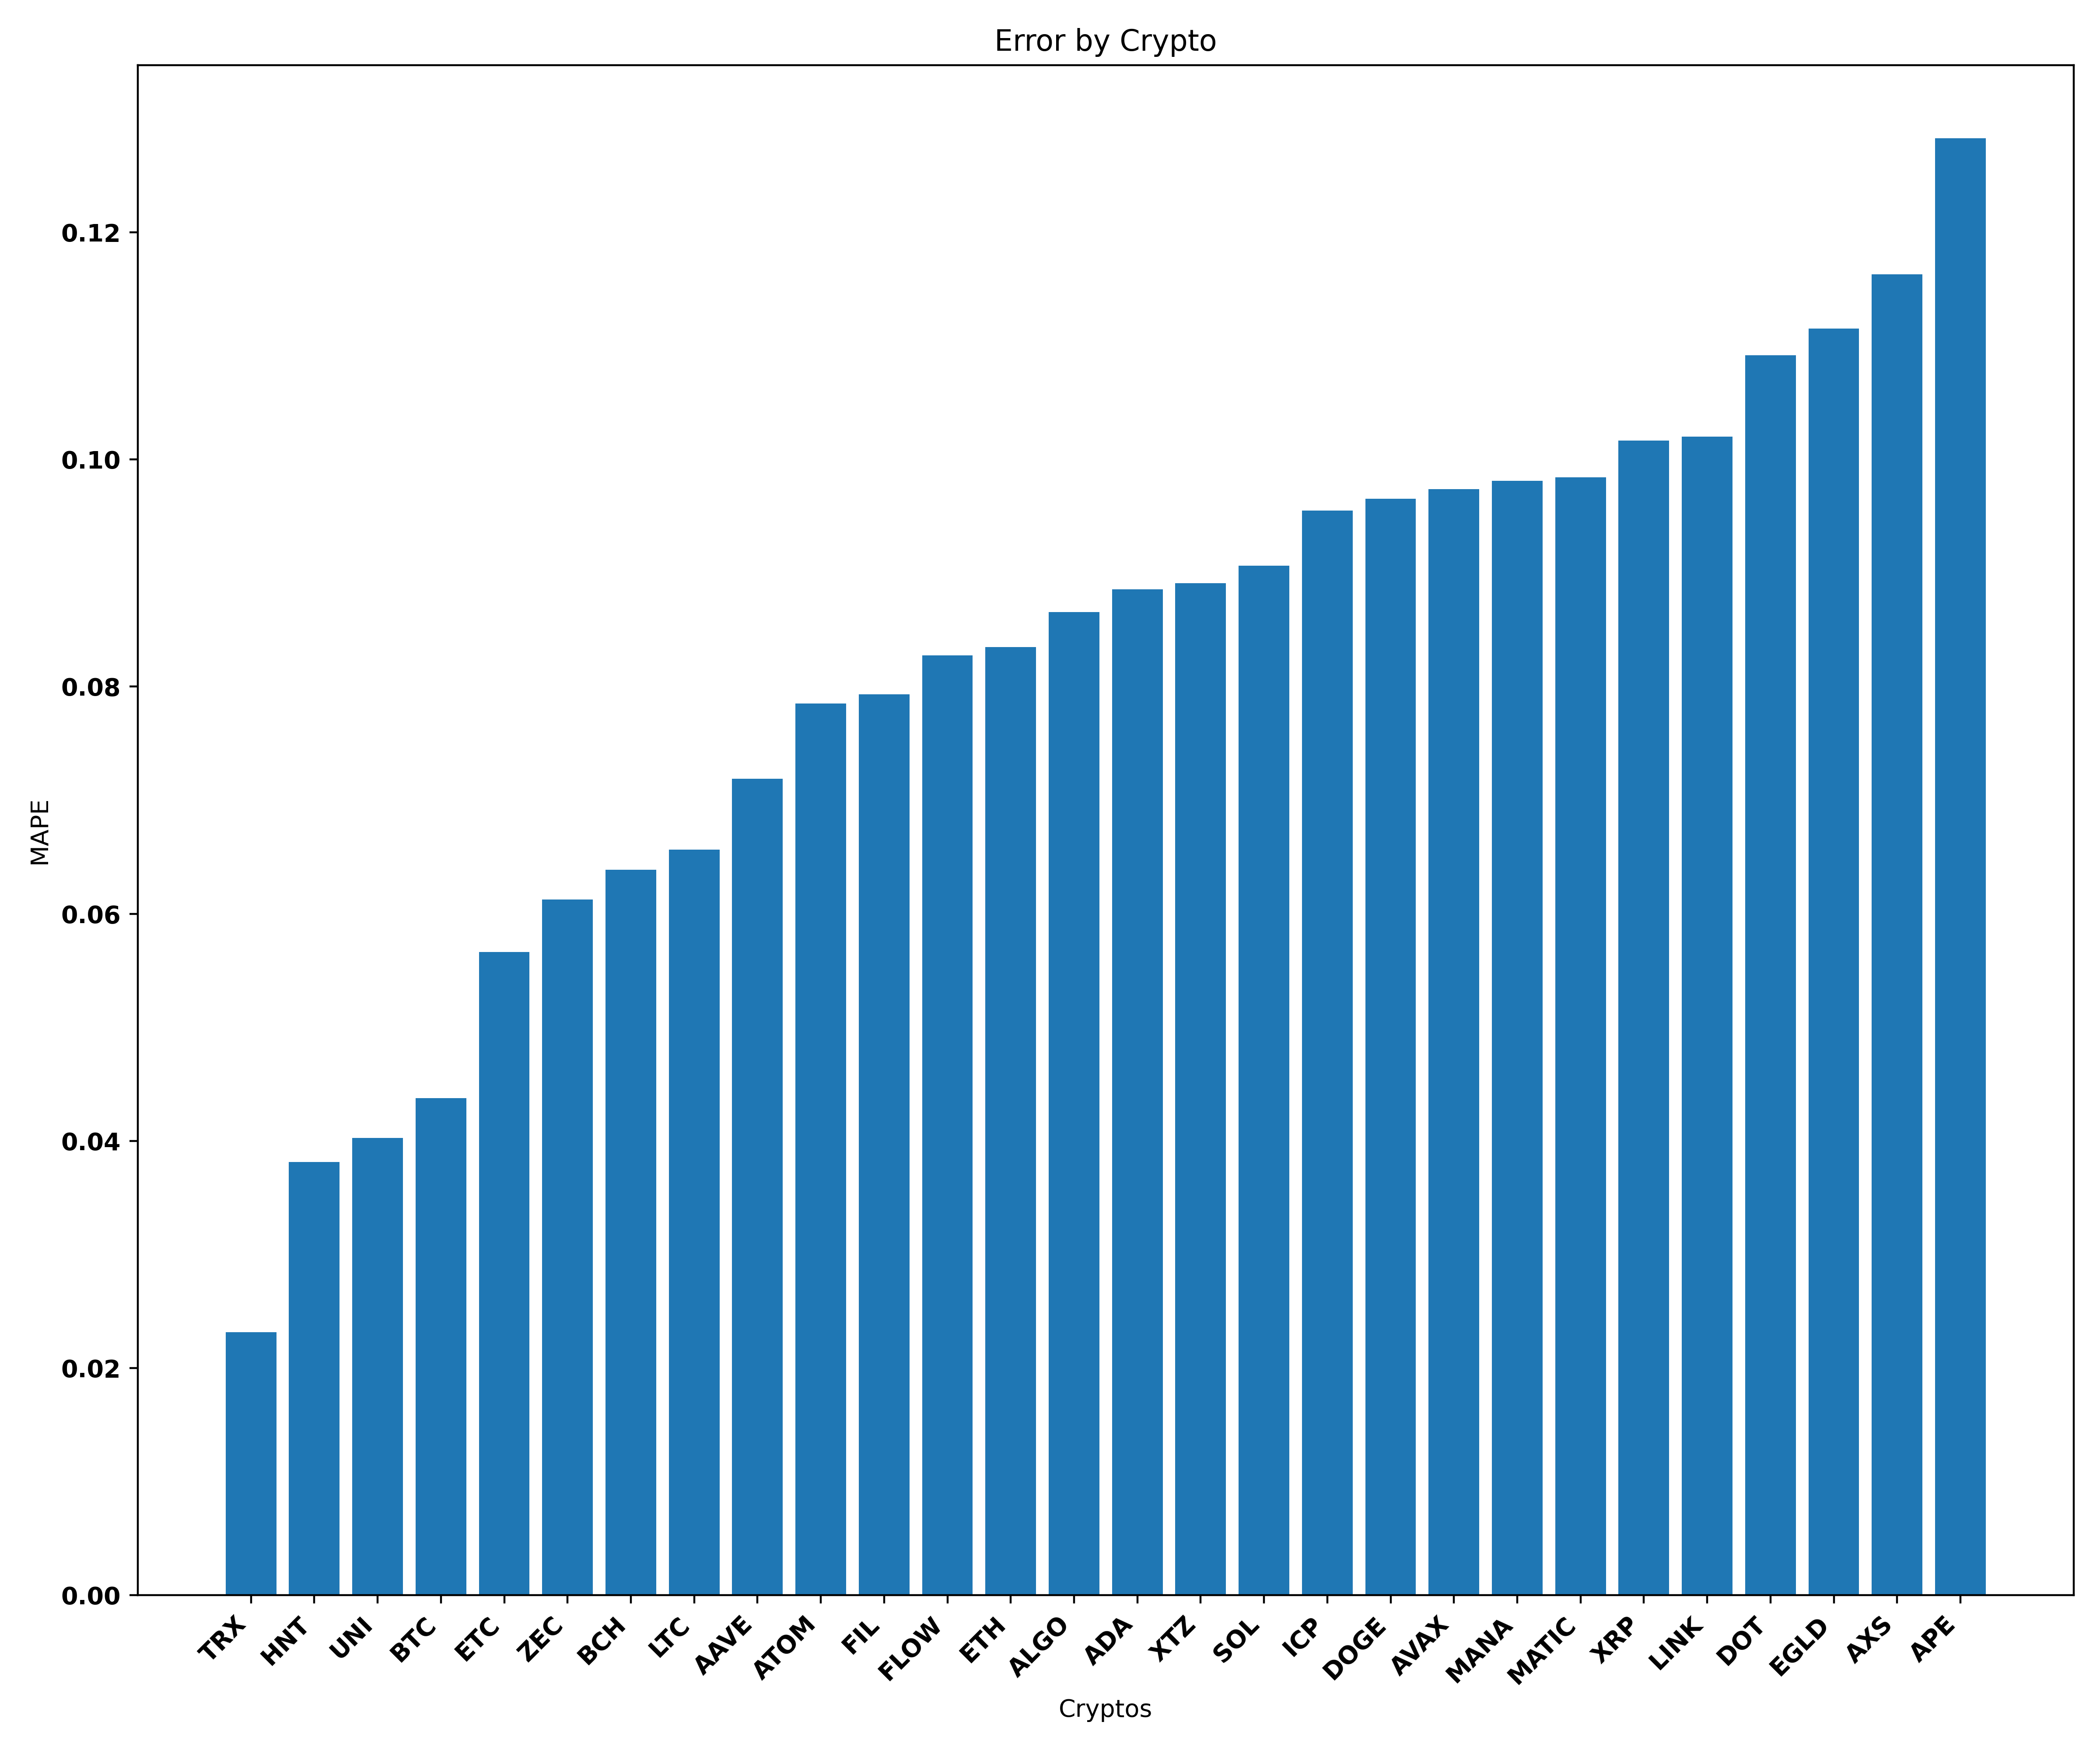 Error by Crypto
MAPE
0.12
0.10
0.08
0.06
0.04
0.02
0.00
TRX
HNT
UNI
BTC
ETC
ZEC
BCH
LTC
AAVE
ATOM
FIL
FLOW
ETH
ALGO
ADA
XTZ
SOL
ICP
DOGE
AVAX
MANA
MATIC
XRP
LINK
DOT
EGLD
AXS
APE
Cryptos